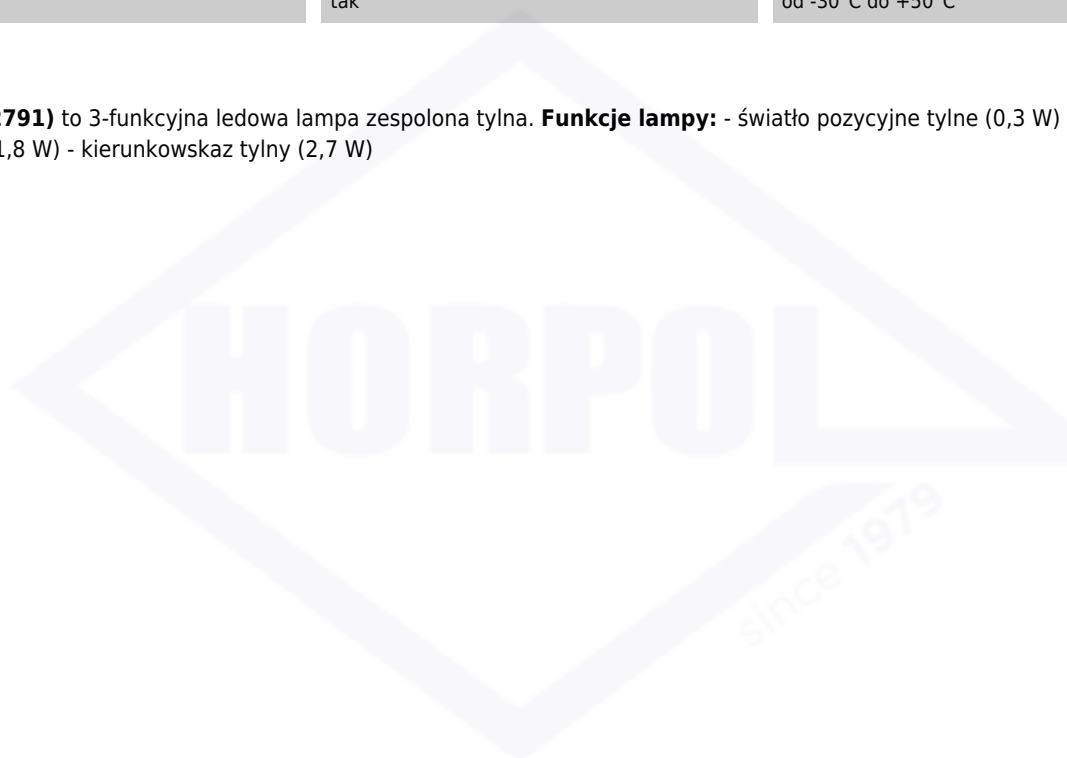 tak od -30°C do +50°C
2791) to 3-funkcyjna ledowa lampa zespolona tylna. Funkcje lampy: - światło pozycyjne tylne (0,3 W)
1,8 W) - kierunkowskaz tylny (2,7 W)
HORPOL
since 1979